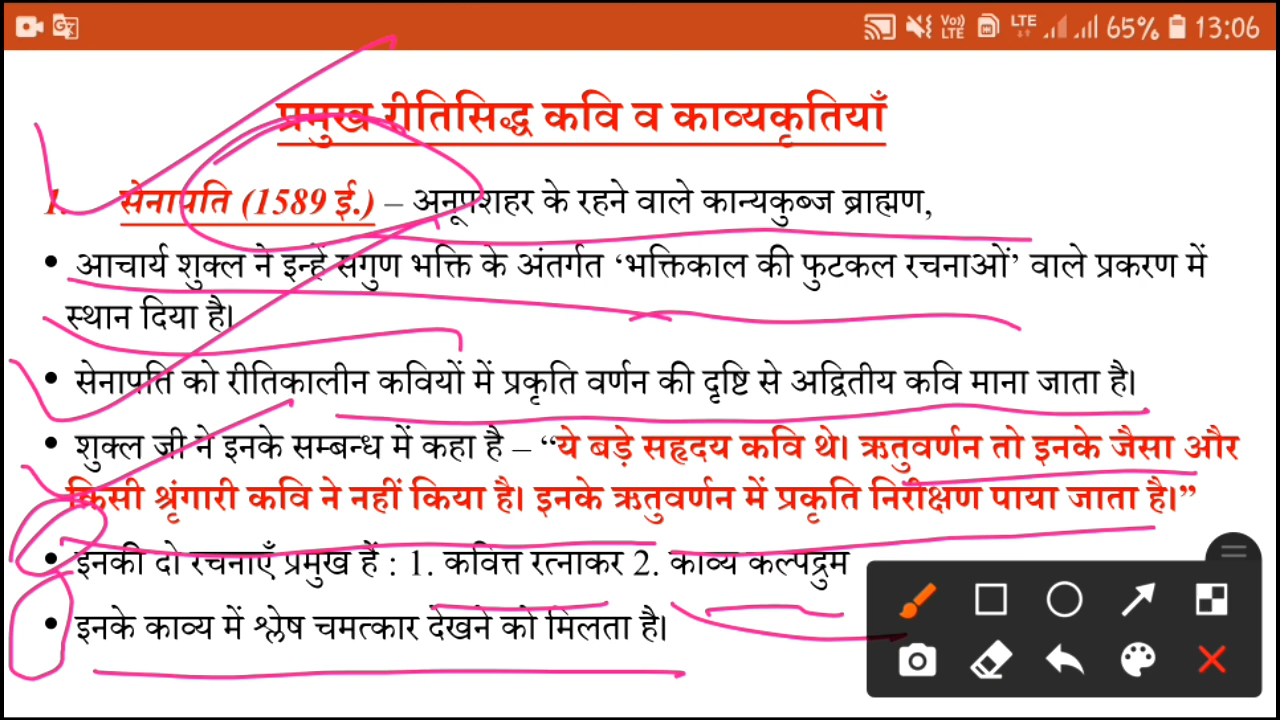 LTE 65% 13:06
प्रमुख रीतिसिद्ध कवि व काव्यकृतियाँ
1. सेनापति (1589 ई.) – अनूपशहर के रहने वाले कान्यकुब्ज ब्राह्मण,
• आचार्य शुक्ल ने इन्हें सगुण भक्ति के अंतर्गत ‘भक्तिकाल की फुटकल रचनाओं’ वाले प्रकरण में
स्थान दिया है।
• सेनापति को रीतिकालीन कवियों में प्रकृति वर्णन की दृष्टि से अद्वितीय कवि माना जाता है।
• शुक्ल जी ने इनके सम्बन्ध में कहा है – “ये बड़े सहृदय कवि थे। ऋतुवर्णन तो इनके जैसा और
किसी श्रृंगारी कवि ने नहीं किया है। इनके ऋतुवर्णन में प्रकृति निरीक्षण पाया जाता है।”
• इनकी दो रचनाएँ प्रमुख हैं : 1. कवित्त रत्नाकर 2. काव्य कल्पद्रुम
• इनके काव्य में श्लेष चमत्कार देखने को मिलता है।